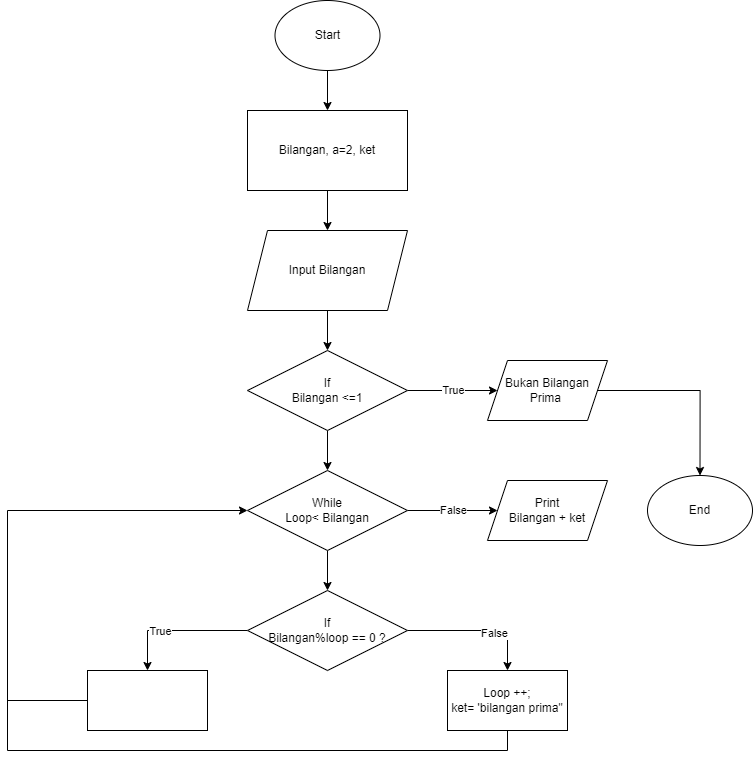 Start
Bilangan, a=2, ket
Input Bilangan
If
Bilangan <=1
True
Bukan Bilangan
Prima
While
Loop< Bilangan
False
Print
Bilangan + ket
End
If
Bilangan%loop == 0 ?
True
False
Loop ++;
ket= 'bilangan prima"